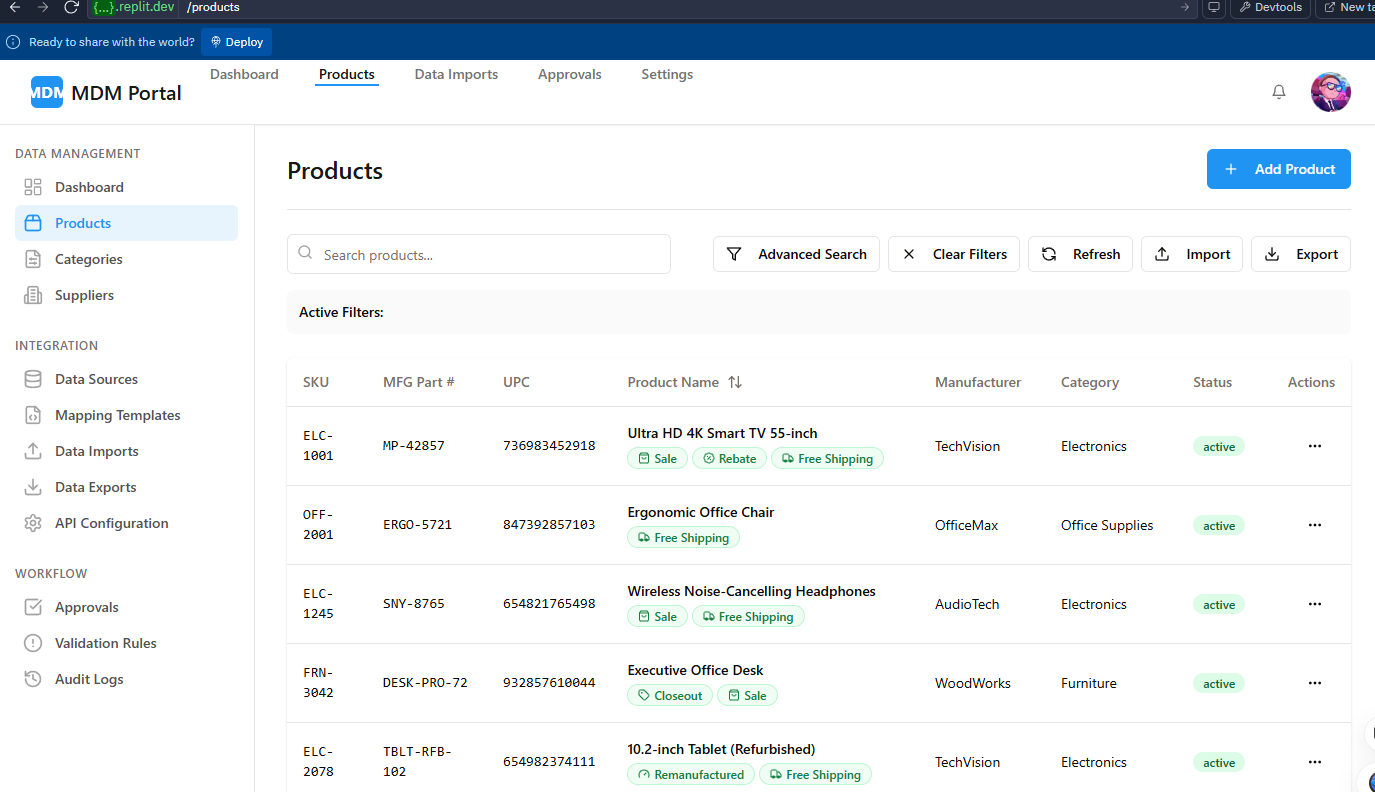 {...}.replit.dev /products Devtools New ta
Ready to share with the world? Deploy
MDM MDM Portal Dashboard Products Data Imports Approvals Settings
DATA MANAGEMENT
Dashboard
Products
Categories
Suppliers
INTEGRATION
Data Sources
Mapping Templates
Data Imports
Data Exports
API Configuration
WORKFLOW
Approvals
Validation Rules
Audit Logs
Products
Add Product
Search products... Advanced Search Clear Filters Refresh Import Export
Active Filters:
SKU MFG Part # UPC Product Name Manufacturer Category Status Actions
ELC-
1001
MP-42857 736983452918
Ultra HD 4K Smart TV 55-inch
Sale Rebate Free Shipping
TechVision Electronics active
OFF-
2001
ERGO-5721 847392857103
Ergonomic Office Chair
Free Shipping
OfficeMax Office Supplies active
ELC-
1245
SNY-8765 654821765498
Wireless Noise-Cancelling Headphones
Sale Free Shipping
AudioTech Electronics active
FRN-
3042
DESK-PRO-72 932857610044
Executive Office Desk
Closeout Sale
WoodWorks Furniture active
ELC-
2078
TBLT-RFB-
102
654982374111
10.2-inch Tablet (Refurbished)
Remanufactured Free Shipping
TechVision Electronics active